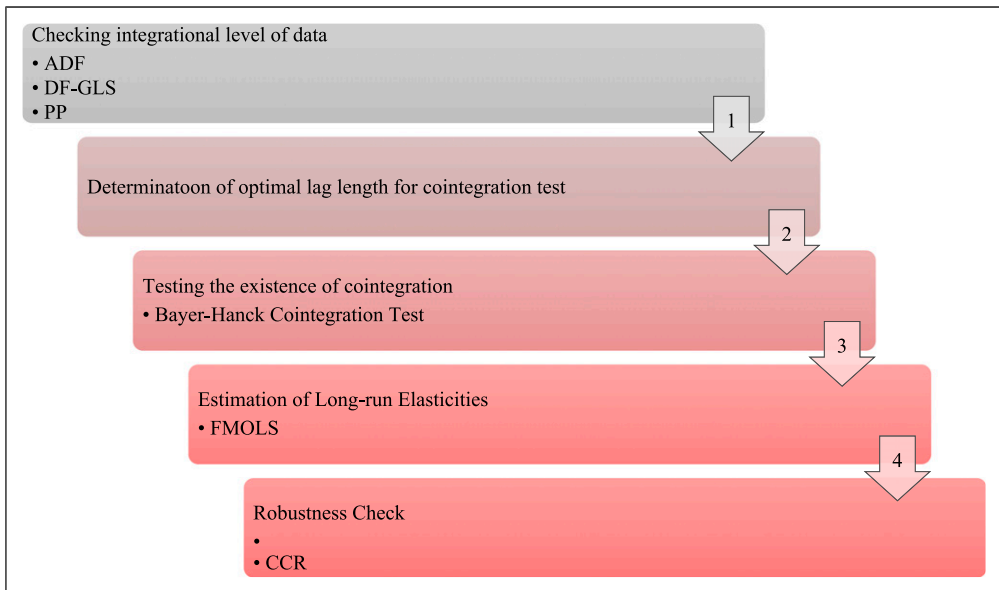 Checking integrational level of data
• ADF
• DF-GLS
• PP
1
Determinatoon of optimal lag length for cointegration test
2
Testing the existence of cointegration
• Bayer-Hanck Cointegration Test
3
Estimation of Long-run Elasticities
• FMOLS
4
Robustness Check
•
• CCR